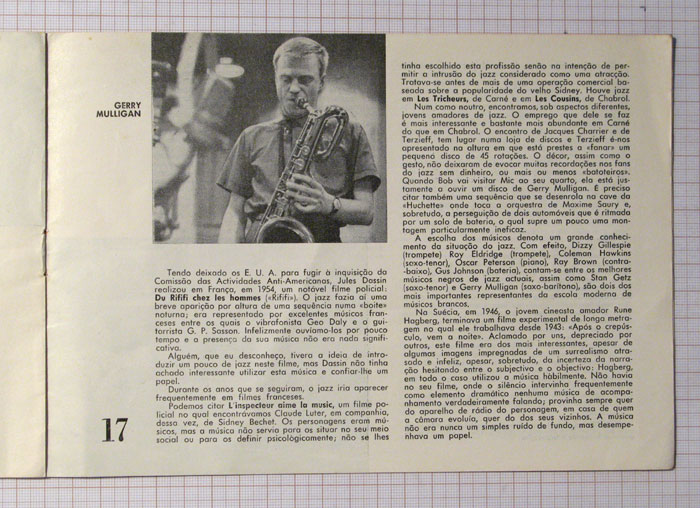 GERRY
MULLIGAN
Tendo deixado os E. U. A. para fugir à inquisição da
Comissão das Actividades Anti-Americanas, Jules Dassin
realizou em França, em 1954, um notável filme policial:
Du Rififi chez les hommes («Rififi»). O jazz fazia aí uma
breve aparição por altura de uma sequência numa «boite»
noturna; era representado por excelentes músicos fran-
ceses entre os quais o vibrafonista Geo Daly e o gui-
tarrista G. P. Sasson. Infelizmente ouvíamo-los por pouco
tempo e a presença da sua música não era nada signifi-
cativa.
Alguém, que eu desconheço, tivera a ideia de intro-
duzir um pouco de jazz neste filme, mas Dassin não tinha
achado interessante utilizar esta música e confiar-lhe um
papel.
Durante os anos que se seguiram, o jazz iria aparecer
frequentemente em filmes franceses.
Podemos citar L'inspecteur aime la music, um filme po-
licial no qual encontrávamos Claude Luter, em companhia,
dessa vez, de Sidney Bechet. Os personagens eram mú-
sicos, mas a música não servia para os situar no seu meio
social ou para os definir psicològicamente; não se lhes
17
tinha escolhido esta profissão senão na intenção de per-
mitir a intrusão do jazz considerado como uma atracção.
Tratava-se antes de mais de uma operação comercial ba-
seada sobre a popularidade do velho Sidney. Houve jazz
em Les Tricheurs, de Carné e em Les Cousins, de Chabrol.
Num como noutro, encontramos, sob aspectos diferentes,
jovens amadores de jazz. O emprego que dele se faz
é mais interessante e bastante mais abundante em Carné
do que em Chabrol. O encontro de Jacques Charrier e de
Terzieff, tem lugar numa loja de discos e Terzieff é-nos
apresentado na altura em que está prestes a «fanar» um
pequeno disco de 45 rotações. O décor, assim como o
gesto, não deixaram de evocar muitas recordações nos fans
do jazz sem dinheiro, ou mais ou menos «batoteiros».
Quando Bob vai visitar Mic ao seu quarto, ela está jus-
tamente a ouvir um disco de Gerry Mulligan. É preciso
citar também uma sequência que se desenrola na cave da
«Huchette» onde toca a orquestra de Maxime Saury e,
sobretudo, a perseguição de dois automóveis que é ritmada
por um solo de bateria, o qual supre um pouco uma mon-
tagem particularmente ineficaz.
A escolha dos músicos denota um grande conheci-
mento da situação do jazz. Com efeito, Dizzy Gillespie
(trompete) Roy Eldridge (trompete), Coleman Hawkins
(saxo-tenor), Oscar Peterson (piano), Ray Brown (contra-
-baixo), Gus Johnson (bateria), contam-se entre os melhores
músicos negros de jazz actuais, assim como Stan Getz
(saxo-tenor) e Gerry Mulligan (saxo-barítono), são dois dos
mais importantes representantes da escola moderna de
músicos brancos.
Na Suécia, em 1946, o jovem cineasta amador Rune
Hagberg, terminava um filme experimental de longa metra-
gem no qual ele trabalhava desde 1943: «Após o crepús-
culo, vem a noite». Aclamado por uns, depreciado por
outros, este filme era dos mais interessantes, apesar de
algumas imagens impregnadas de um surrealismo atra-
sado e infeliz, apesar, sobretudo, da incerteza da narra-
ção hesitando entre o subjectivo e o objectivo: Hagberg,
em todo o caso utilizou a música hàbilmente. Não havia
no seu filme, onde o silêncio intervinha frequentemente
como elemento dramático nenhuma música de acompa-
nhamento verdadeiramente falando; provinha sempre quer
do aparelho de rádio da personagem, em casa de quem
a câmara evoluía, quer do dos seus vizinhos. A música
não era nunca um simples ruído de fundo, mas desempe-
nhava um papel.